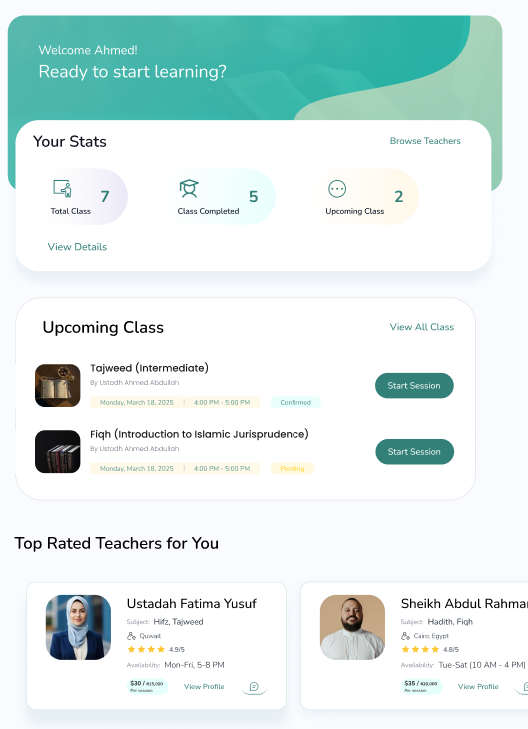 Welcome Ahmed!
Ready to start learning?
Your Stats
Browse Teachers
7
Total Class
5
Class Completed
2
Upcoming Class
View Details
Upcoming Class
View All Class
Tajweed (Intermediate)
By Ustadh Ahmed Abdullah
Monday, March 18, 2025 | 4:00 PM - 5:00 PM Confirmed
Start Session
Fiqh (Introduction to Islamic Jurisprudence)
By Ustadh Ahmed Abdullah
Monday, March 18, 2025 | 4:00 PM - 5:00 PM Pending
Start Session
Top Rated Teachers for You
Ustadah Fatima Yusuf
Subject: Hifz, Tajweed
Quwait
4.9/5
Availability: Mon-Fri, 5-8 PM
$30 / ₦15,000
Per session
View Profile
Sheikh Abdul Rahma
Subject: Hadith, Fiqh
Cairo, Egypt
4.8/5
Availability: Tue-Sat (10 AM - 4 PM)
$35 / ₦20,000
Per session
View Profile